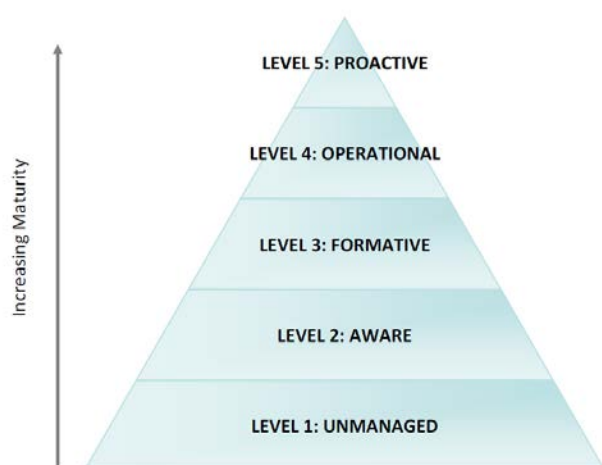 LEVEL 5: PROACTIVE
LEVEL 4: OPERATIONAL
LEVEL 3: FORMATIVE
LEVEL 2: AWARE
LEVEL 1: UNMANAGED
Increasing Maturity